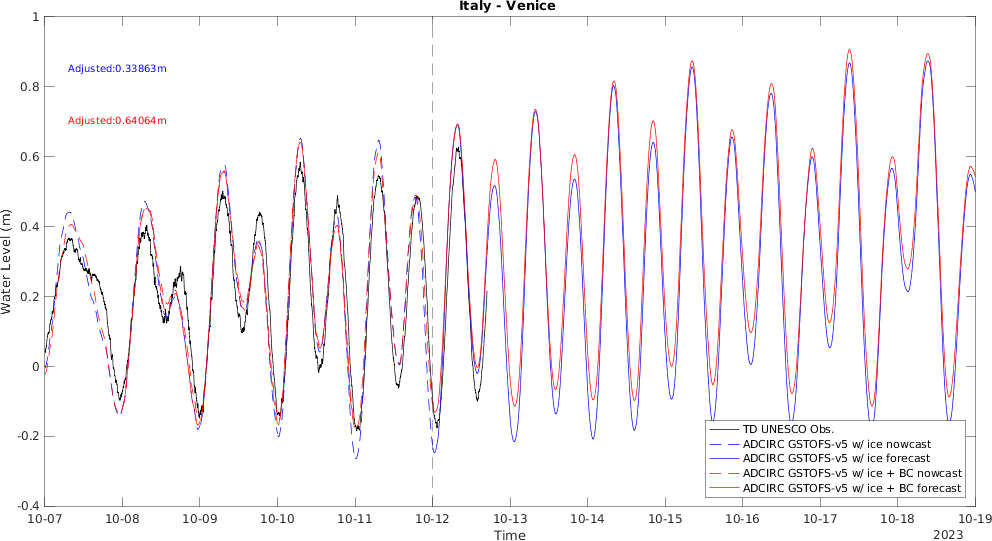 Italy - Venice
Adjusted:0.33863m
Adjusted:0.64064m
Water Level (m)
1
0.8
0.6
0.4
0.2
0
-0.2
-0.4
TD UNESCO Obs.
ADCIRC GSTOFS-v5 w/ ice nowcast
ADCIRC GSTOFS-v5 w/ ice forecast
ADCIRC GSTOFS-v5 w/ ice + BC nowcast
ADCIRC GSTOFS-v5 w/ ice + BC forecast
10-07 10-08 10-09 10-10 10-11 10-12 10-13 10-14 10-15 10-16 10-17 10-18 10-19
Time
2023